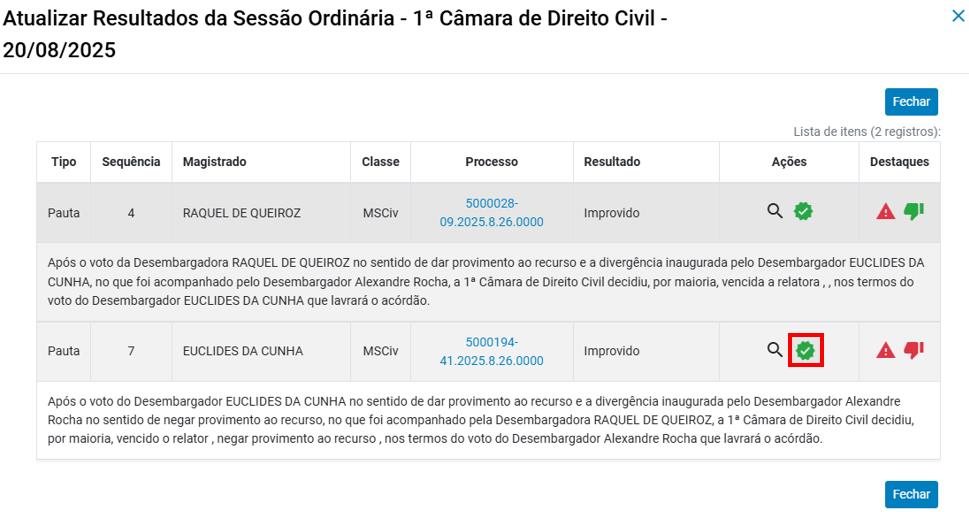 Atualizar Resultados da Sessão Ordinária - 1ª Câmara de Direito Civil -
20/08/2025
Fechar
Lista de itens (2 registros):
Tipo Sequência Magistrado Classe Processo Resultado Ações Destaques
Pauta 4 RAQUEL DE QUEIROZ MSCiv 5000028-
09.2025.8.26.0000 Improvido
Após o voto da Desembargadora RAQUEL DE QUEIROZ no sentido de dar provimento ao recurso e a divergência inaugurada pelo Desembargador EUCLIDES DA
CUNHA, no que foi acompanhado pelo Desembargador Alexandre Rocha, a 1ª Câmara de Direito Civil decidiu, por maioria, vencida a relatora , , nos termos do
voto do Desembargador EUCLIDES DA CUNHA que lavrará o acórdão.
Pauta 7 EUCLIDES DA CUNHA MSCiv 5000194-
41.2025.8.26.0000 Improvido
Após o voto do Desembargador EUCLIDES DA CUNHA no sentido de dar provimento ao recurso e a divergência inaugurada pelo Desembargador Alexandre
Rocha no sentido de negar provimento ao recurso, no que foi acompanhado pela Desembargadora RAQUEL DE QUEIROZ, a 1ª Câmara de Direito Civil decidiu,
por maioria, vencido o relator , negar provimento ao recurso , nos termos do voto do Desembargador Alexandre Rocha que lavrará o acórdão.
Fechar